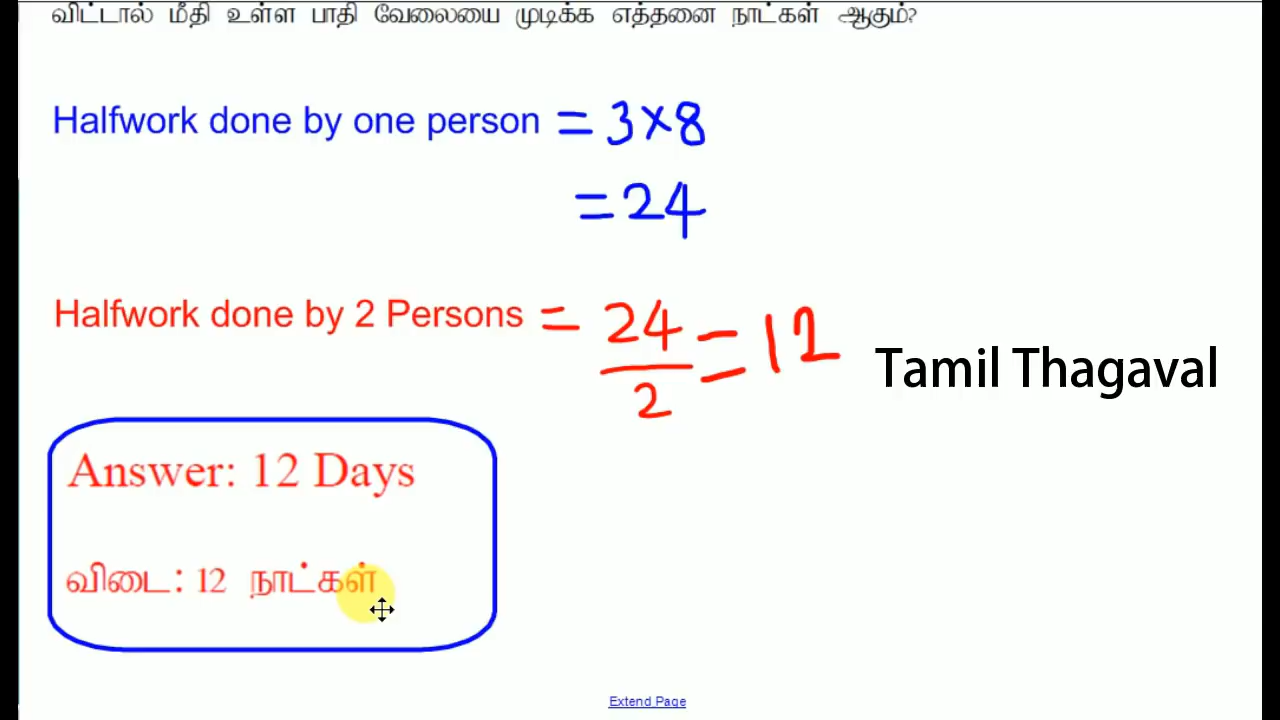 விட்டால் மீதி உள்ள பாதி வேலையை முடிக்க எத்தனை நாட்கள் ஆகும்?
Halfwork done by one person = 3×8
= 24
Halfwork done by 2 Persons = 24/2 = 12
Tamil Thagaval
Answer: 12 Days
விடை: 12 நாட்கள்
Extend Page